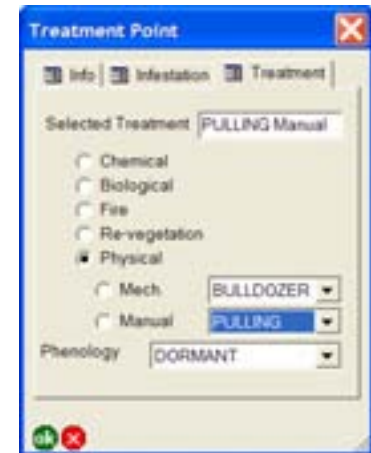 Treatment Point
Info Infestation Treatment
Selected Treatment PULLING Manual
Chemical
Biological
Fire
Re-vegetation
Physical
Mech BULLDOZER
Manual PULLING
Phenology DORMANT
ok